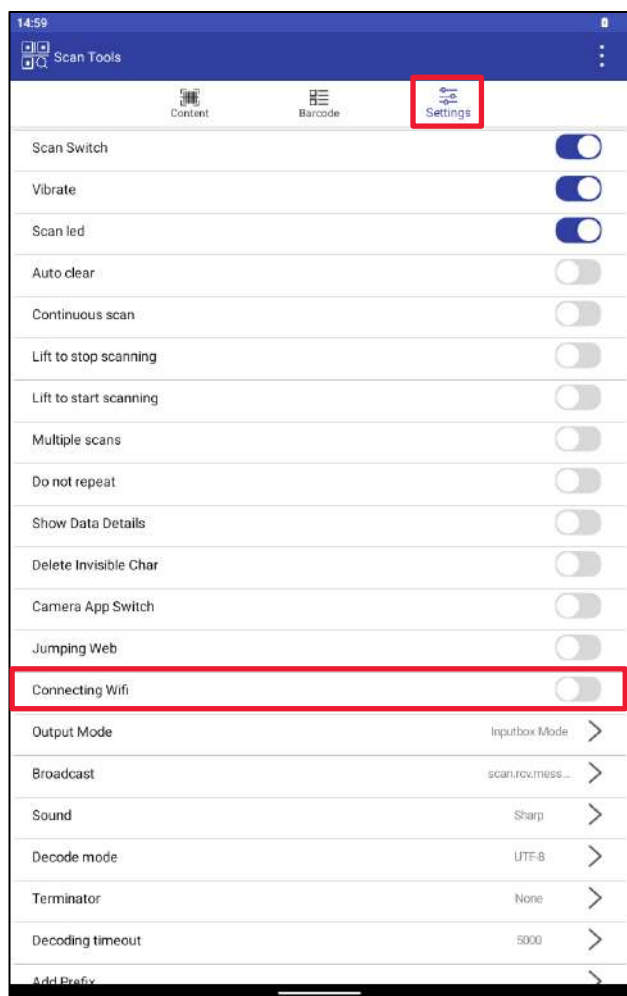 14:59
Scan Tools
Content Barcode Settings
Scan Switch
Vibrate
Scan led
Auto clear
Continuous scan
Lift to stop scanning
Lift to start scanning
Multiple scans
Do not repeat
Show Data Details
Delete Invisible Char
Camera App Switch
Jumping Web
Connecting Wifi
Output Mode Inputbox Mode
Broadcast scan.rcv.mess...
Sound Sharp
Decode mode UTF-8
Terminator None
Decoding timeout 5000
Add Prefix